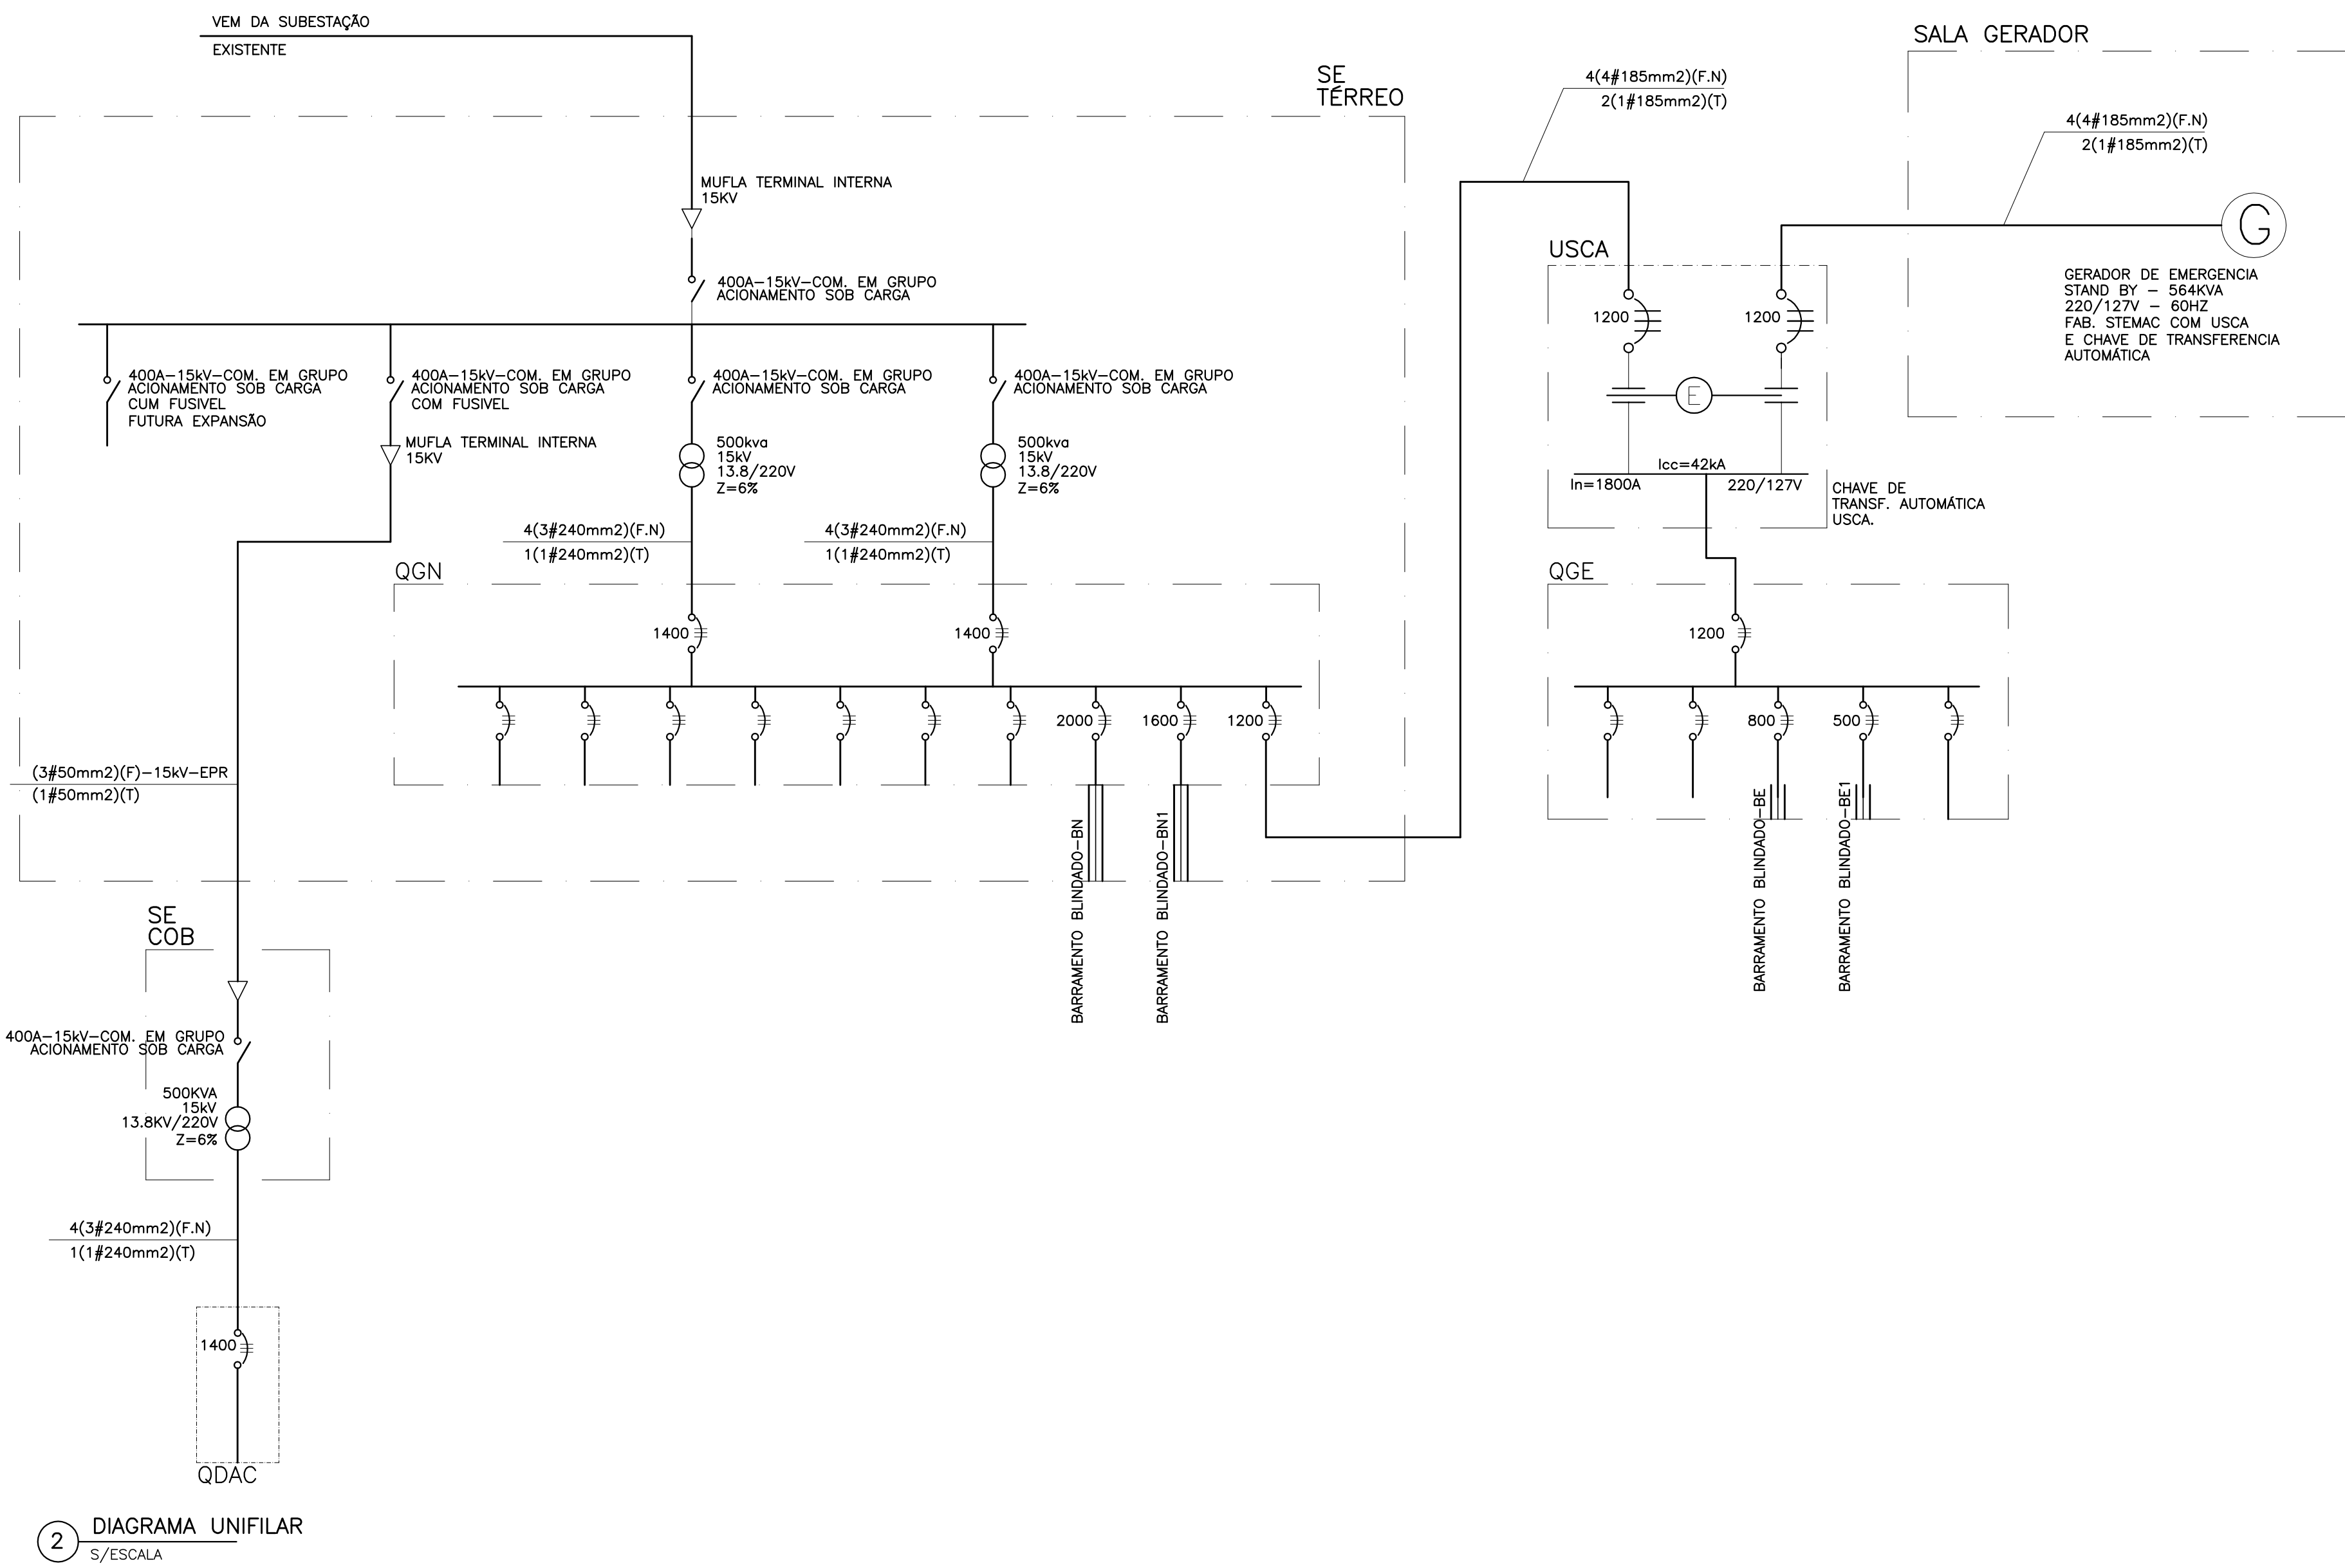 VEM DA SUBESTAÇÃO
EXISTENTE
SE
TÉRREO
MUFLA TERMINAL INTERNA
15KV
400A-15kV-COM. EM GRUPO
ACIONAMENTO SOB CARGA
400A-15kV-COM. EM GRUPO
ACIONAMENTO SOB CARGA
CUM FUSIVEL
FUTURA EXPANSÃO
400A-15kV-COM. EM GRUPO
ACIONAMENTO SOB CARGA
COM FUSIVEL
400A-15kV-COM. EM GRUPO
ACIONAMENTO SOB CARGA
400A-15kV-COM. EM GRUPO
ACIONAMENTO SOB CARGA
MUFLA TERMINAL INTERNA
15KV
500kva
15kV
13.8/220V
Z=6%
500kva
15kV
13.8/220V
Z=6%
4(3#240mm2)(F.N)
1(1#240mm2)(T)
4(3#240mm2)(F.N)
1(1#240mm2)(T)
QGN
1400
1400
2000
1600
1200
BARRAMENTO BLINDADO-BN
BARRAMENTO BLINDADO-BN1
(3#50mm2)(F)-15kV-EPR
(1#50mm2)(T)
4(4#185mm2)(F.N)
2(1#185mm2)(T)
SALA GERADOR
4(4#185mm2)(F.N)
2(1#185mm2)(T)
G
GERADOR DE EMERGENCIA
STAND BY - 564KVA
220/127V - 60HZ
FAB. STEMAC COM USCA
E CHAVE DE TRANSFERENCIA
AUTOMÁTICA
USCA
1200
1200
E
Icc=42kA
In=1800A
220/127V
CHAVE DE
TRANSF. AUTOMÁTICA
USCA.
QGE
1200
800
500
BARRAMENTO BLINDADO-BE
BARRAMENTO BLINDADO-BE1
SE
COB
400A-15kV-COM. EM GRUPO
ACIONAMENTO SOB CARGA
500KVA
15kV
13.8KV/220V
Z=6%
4(3#240mm2)(F.N)
1(1#240mm2)(T)
1400
QDAC
2
DIAGRAMA UNIFILAR
S/ESCALA